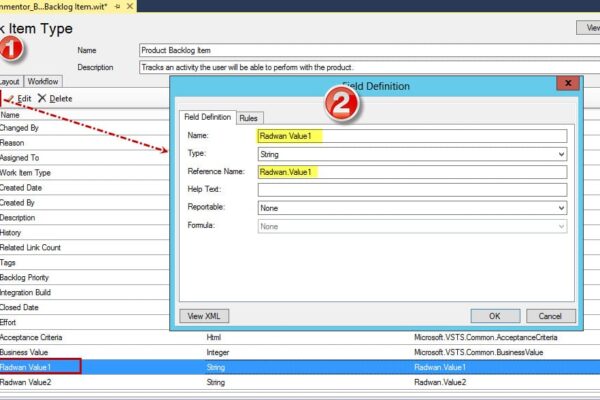 onmentor_B...Backlog Item.wit*
k Item Type
View
1
Name
Product Backlog Item
Description
Tracks an activity the user will be able to perform with the product.
Layout
Workflow
Edit
Delete
Name
Changed By
Reason
Assigned To
Work Item Type
Created Date
Created By
Description
History
Related Link Count
Tags
Backlog Priority
Integration Build
Closed Date
Effort
Field Definition
2
Field Definition
Rules
Name:
Radwan Value1
Type:
String
Reference Name:
Radwan.Value1
Help Text:
Reportable:
None
Formula:
None
View XML
OK
Cancel
Acceptance Criteria Html Microsoft.VSTS.Common.AcceptanceCriteria
Business Value Integer Microsoft.VSTS.Common.BusinessValue
Radwan Value1 String Radwan.Value1
Radwan Value2 String Radwan.Value2